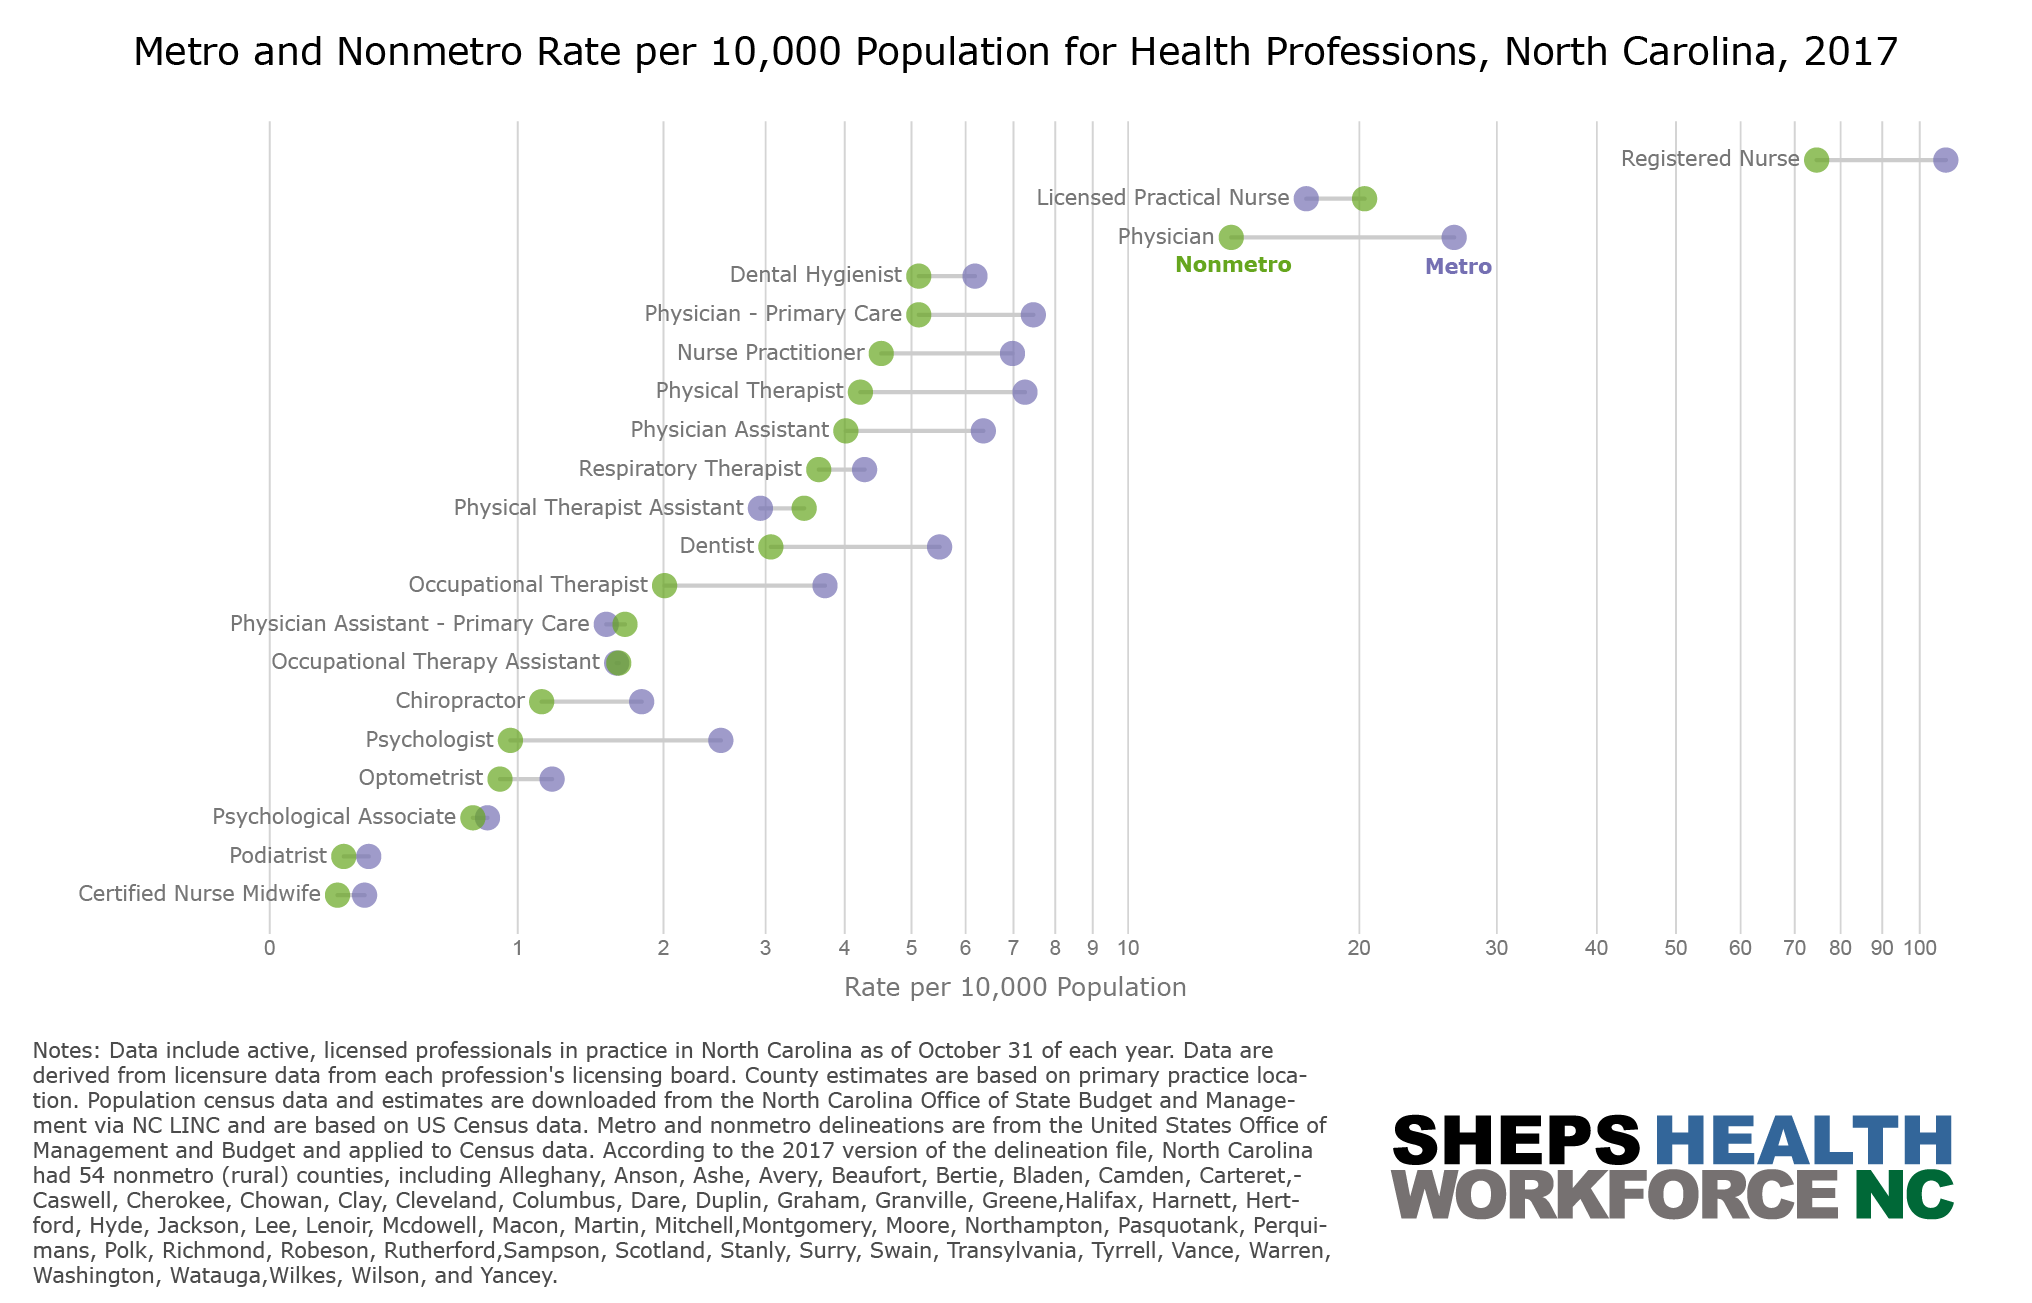 Metro and Nonmetro Rate per 10,000 Population for Health Professions, North Carolina, 2017
Registered Nurse
Licensed Practical Nurse
Physician
Nonmetro
Metro
Dental Hygienist
Physician - Primary Care
Nurse Practitioner
Physical Therapist
Physician Assistant
Respiratory Therapist
Physical Therapist Assistant
Dentist
Occupational Therapist
Physician Assistant - Primary Care
Occupational Therapy Assistant
Chiropractor
Psychologist
Optometrist
Psychological Associate
Podiatrist
Certified Nurse Midwife
0 1 2 3 4 5 6 7 8 9 10 20 30 40 50 60 70 80 90 100
Rate per 10,000 Population
Notes: Data include active, licensed professionals in practice in North Carolina as of October 31 of each year. Data are
derived from licensure data from each profession's licensing board. County estimates are based on primary practice loca-
tion. Population census data and estimates are downloaded from the North Carolina Office of State Budget and Manage-
ment via NC LINC and are based on US Census data. Metro and nonmetro delineations are from the United States Office of
Management and Budget and applied to Census data. According to the 2017 version of the delineation file, North Carolina
had 54 nonmetro (rural) counties, including Alleghany, Anson, Ashe, Avery, Beaufort, Bertie, Bladen, Camden, Carteret,-
Caswell, Cherokee, Chowan, Clay, Cleveland, Columbus, Dare, Duplin, Graham, Granville, Greene,Halifax, Harnett, Hert-
ford, Hyde, Jackson, Lee, Lenoir, Mcdowell, Macon, Martin, Mitchell,Montgomery, Moore, Northampton, Pasquotank, Perqui-
mans, Polk, Richmond, Robeson, Rutherford,Sampson, Scotland, Stanly, Surry, Swain, Transylvania, Tyrrell, Vance, Warren,
Washington, Watauga,Wilkes, Wilson, and Yancey.
SHEPS HEALTH
WORKFORCE NC